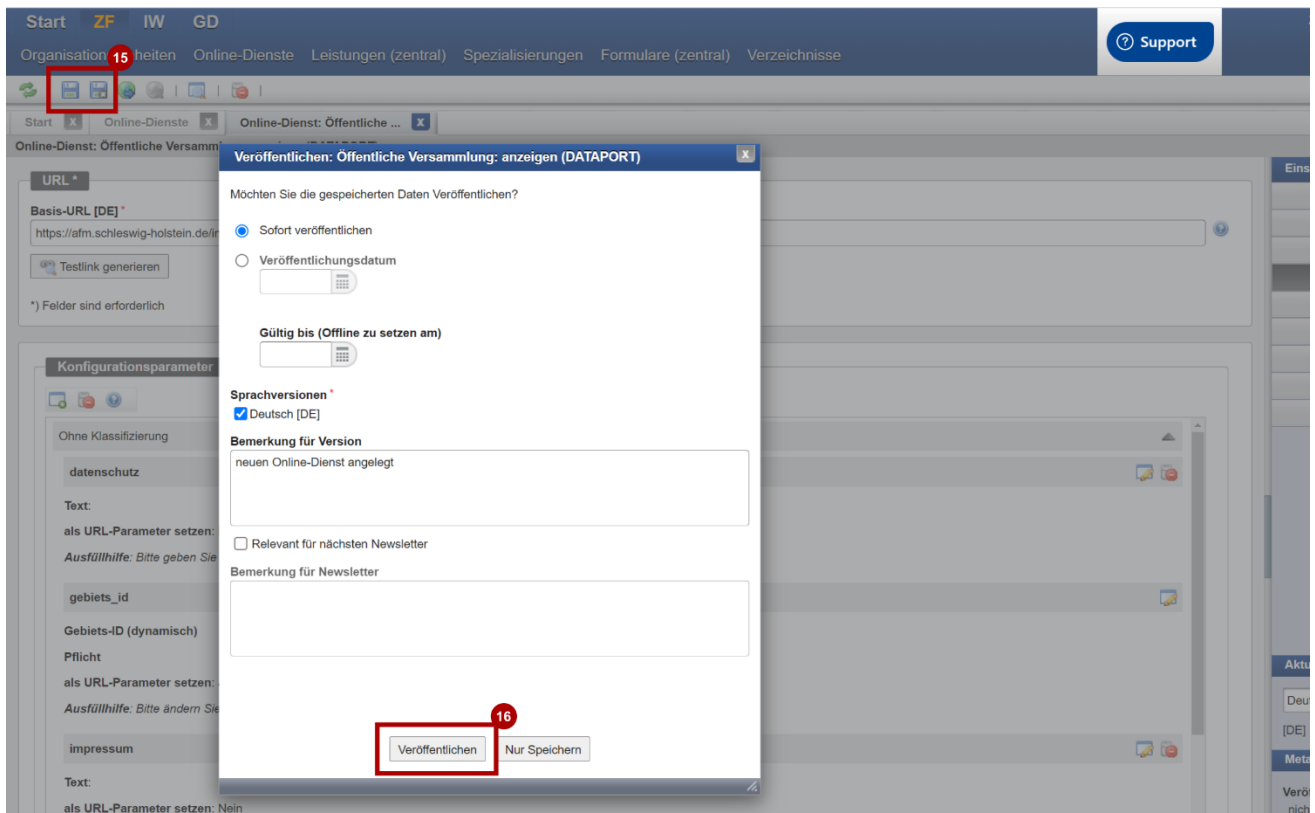 Start ZF IW GD
Support
Organisation 15 heiten Online-Dienste Leistungen (zentral) Spezialisierungen Formulare (zentral) Verzeichnisse
Start Online-Dienste Online-Dienst: Öffentliche ...
Online-Dienst: Öffentliche Versamm
Veröffentlichen: Öffentliche Versammlung: anzeigen (DATAPORT)
Möchten Sie die gespeicherten Daten Veröffentlichen?
Sofort veröffentlichen
Veröffentlichungsdatum
Gültig bis (Offline zu setzen am)
Sprachversionen *
Deutsch [DE]
Bemerkung für Version
neuen Online-Dienst angelegt
Relevant für nächsten Newsletter
Bemerkung für Newsletter
16
Veröffentlichen Nur Speichern
URL *
Basis-URL [DE] *
https://afm.schleswig-holstein.de/in
Testlink generieren
*) Felder sind erforderlich
Konfigurationsparameter
Ohne Klassifizierung
datenschutz
Text:
als URL-Parameter setzen:
Ausfüllhilfe: Bitte geben Sie
gebiets_id
Gebiets-ID (dynamisch)
Pflicht
als URL-Parameter setzen:
Ausfüllhilfe: Bitte ändern Sie
impressum
Text:
als URL-Parameter setzen: Nein
Eins
Aktu
Deu
[DE]
Meta
Verö
nich